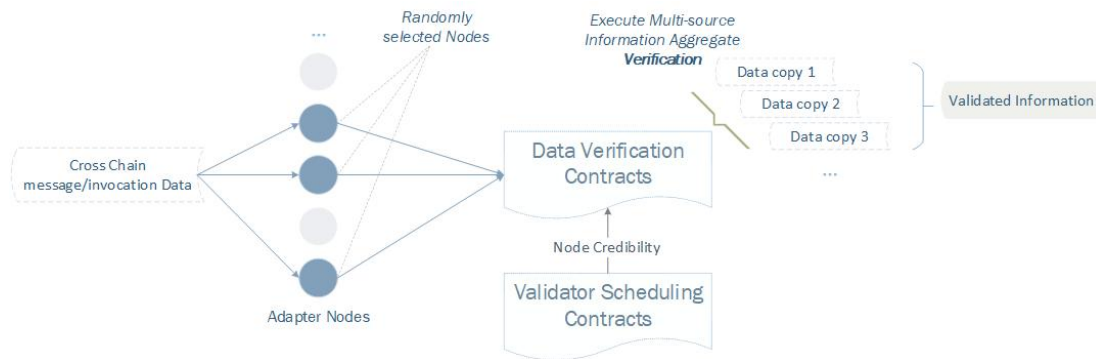 ...
Randomly
selected Nodes
Execute Multi-source
Information Aggregate
Verification
Data copy 1
Data copy 2
Data copy 3
...
Validated Information
Cross Chain
message/invocation Data
Data Verification
Contracts
Node Credibility
Validator Scheduling
Contracts
Adapter Nodes